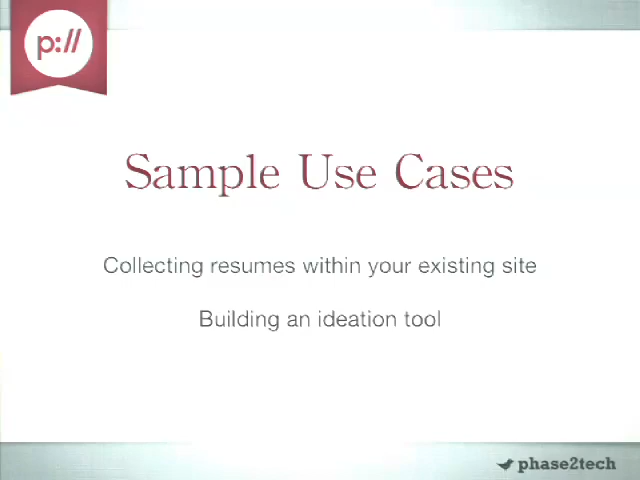 p://
Sample Use Cases
Collecting resumes within your existing site
Building an ideation tool
phase2tech